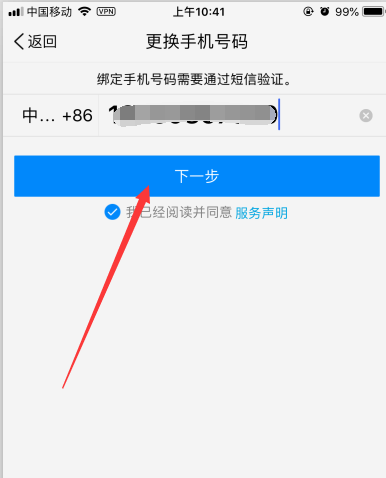 中国移动 VPN 上午10:41 99%
返回 更换手机号码
绑定手机号码需要通过短信验证。
中... +86
下一步
我已经阅读并同意 服务声明